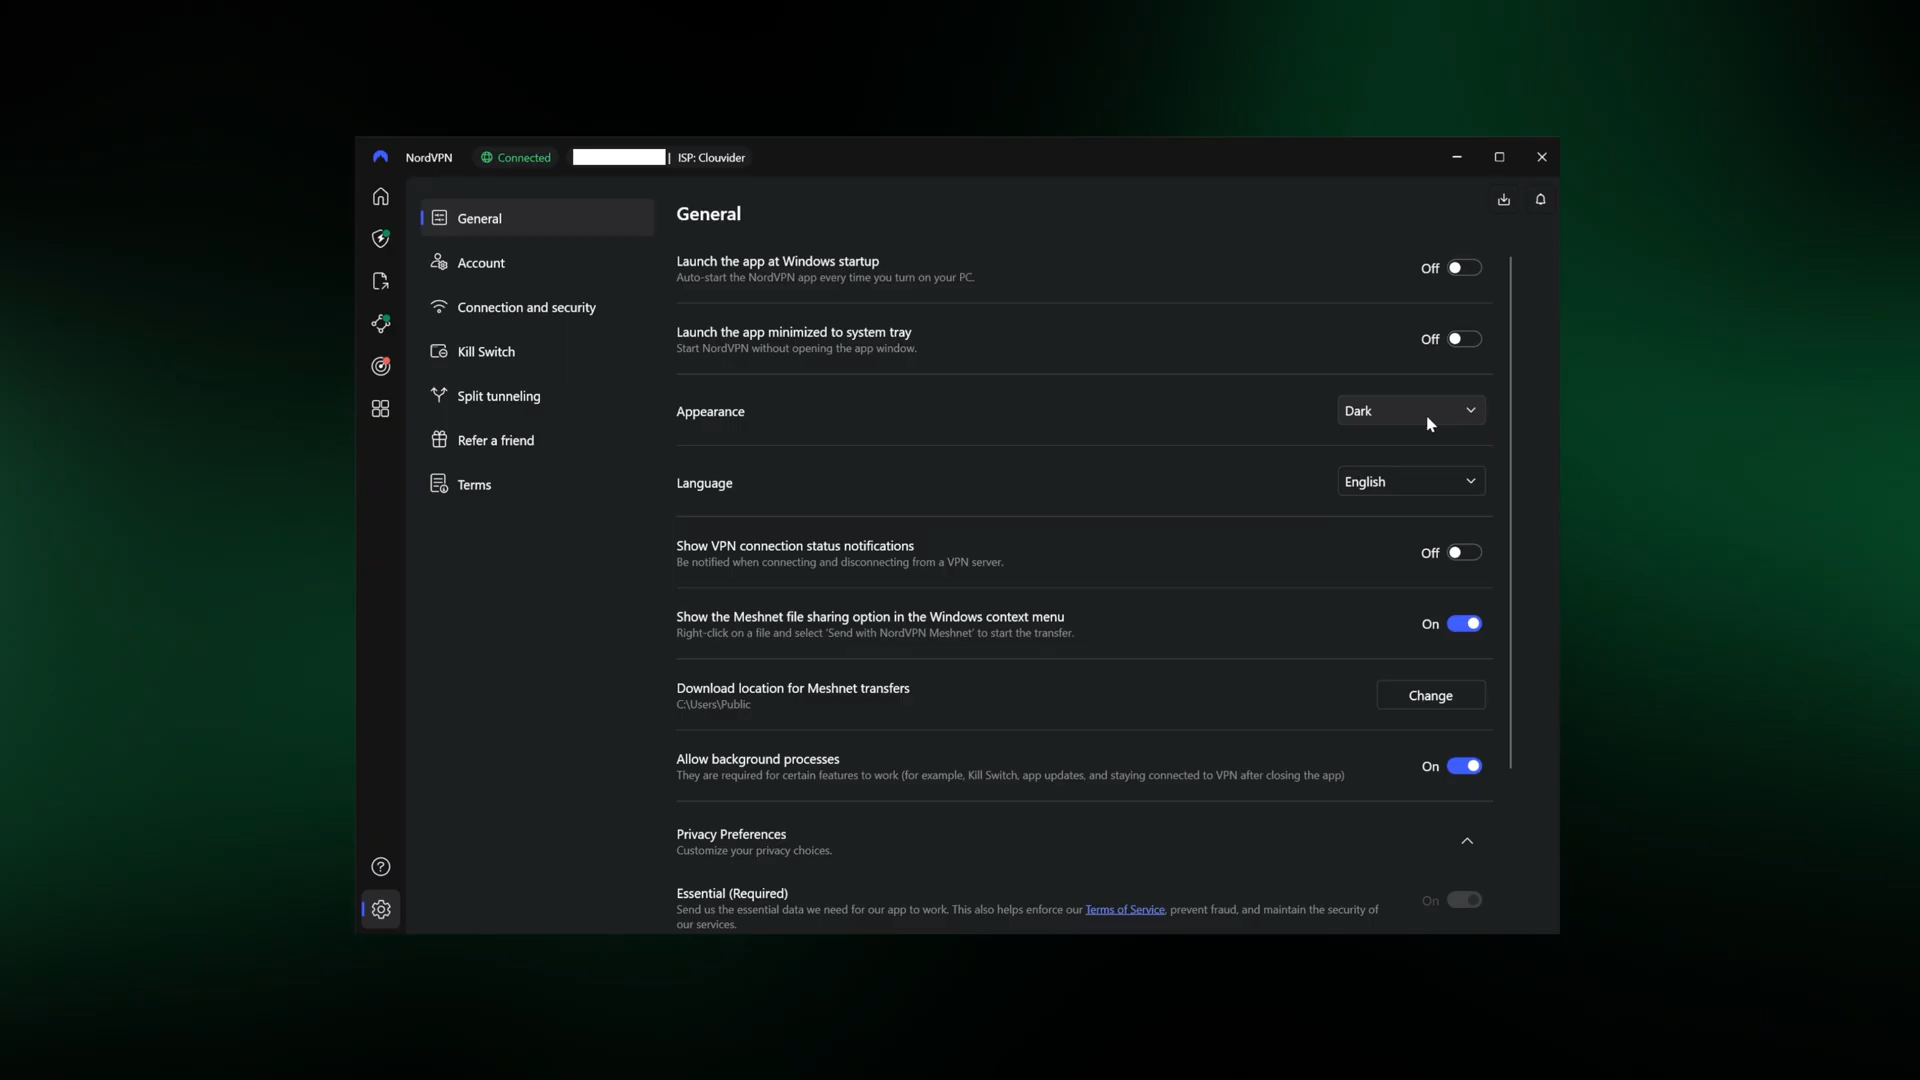 NordVPN Connected | ISP: Clouvider
General
Account
Connection and security
Kill Switch
Split tunneling
Refer a friend
Terms
General
Launch the app at Windows startup
Auto-start the NordVPN app every time you turn on your PC.
Off
Launch the app minimized to system tray
Start NordVPN without opening the app window.
Off
Appearance
Dark
Language
English
Show VPN connection status notifications
Be notified when connecting and disconnecting from a VPN server.
Off
Show the Meshnet file sharing option in the Windows context menu
Right-click on a file and select 'Send with NordVPN Meshnet' to start the transfer.
On
Download location for Meshnet transfers
C:\Users\Public
Change
Allow background processes
They are required for certain features to work (for example, Kill Switch, app updates, and staying connected to VPN after closing the app)
On
Privacy Preferences
Customize your privacy choices.
Essential (Required)
Send us the essential data we need for our app to work. This also helps enforce our Terms of Service, prevent fraud, and maintain the security of
our services.
On